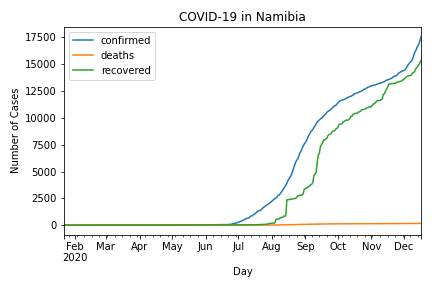 COVID-19 in Namibia
confirmed
deaths
recovered
17500
15000
12500
10000
7500
5000
2500
0
Number of Cases
Feb Mar Apr May Jun Jul Aug Sep Oct Nov Dec
2020
Day